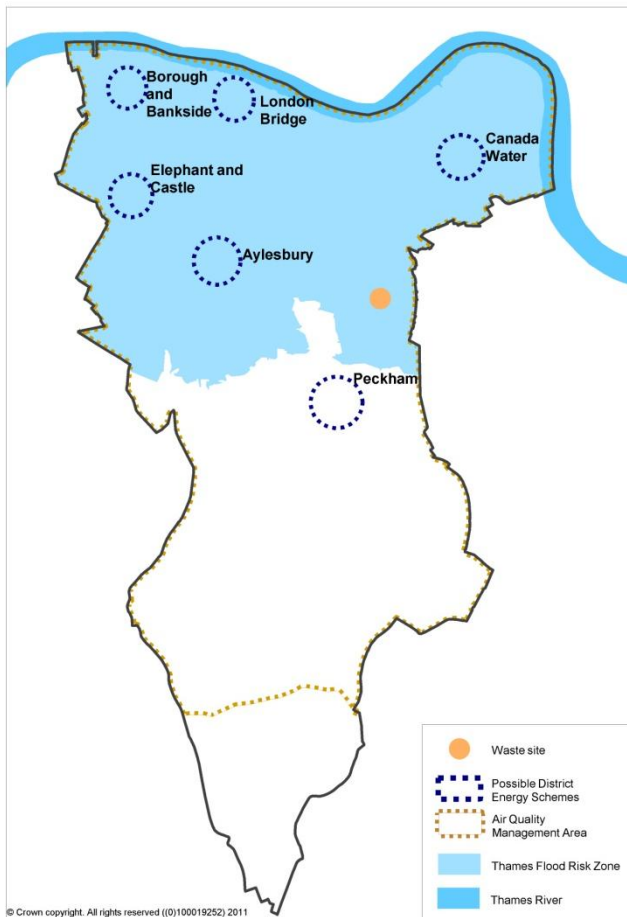 Borough
and
Bankside
London
Bridge
Canada
Water
Elephant and
Castle
Aylesbury
Peckham
Waste site
Possible District
Energy Schemes
Air Quality
Management Area
Thames Flood Risk Zone
Thames River
© Crown copyright. All rights reserved ((0)100019252) 2011